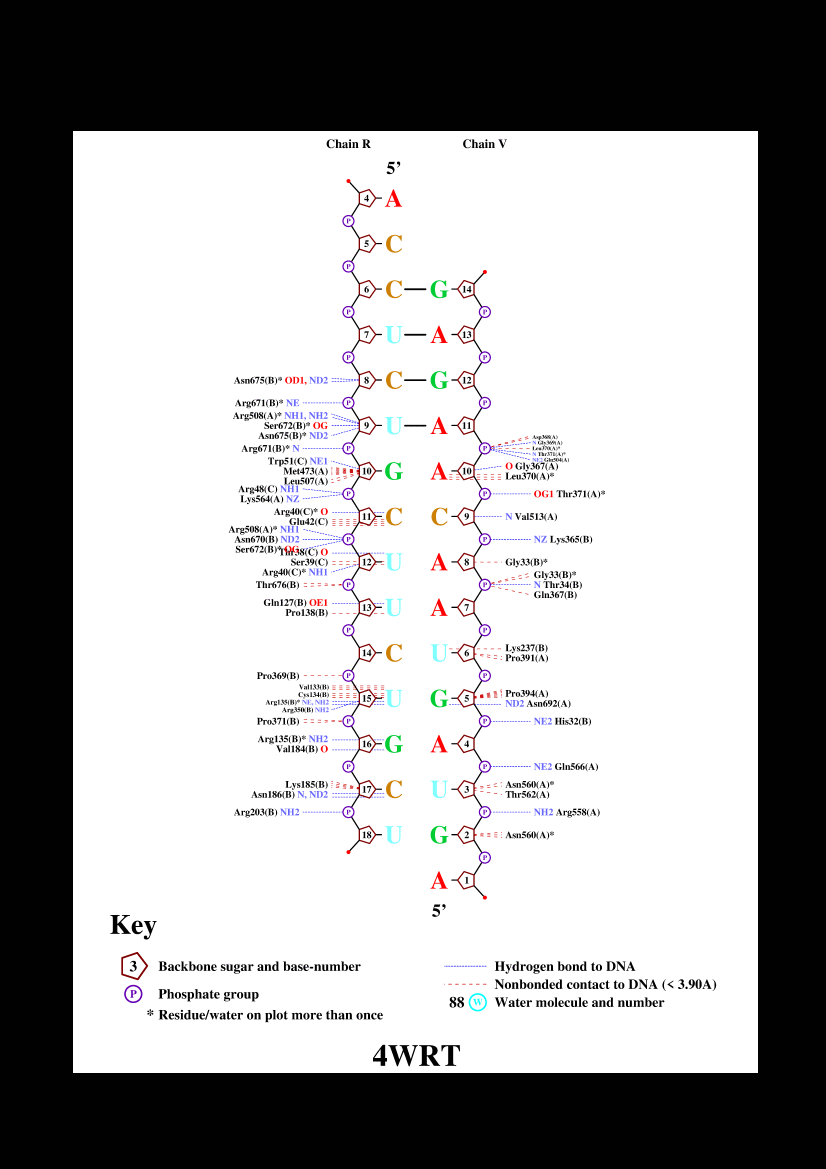 Chain R Chain V
5’
4 A
P
5 C
P
6 C G 14
P P
7 U A 13
P P
Asn675(B)* OD1, ND2 8 C G 12
Arg671(B)* NE P P
Arg508(A)* NH1, NH2
Ser672(B)* OG 9 U A 11
Asn675(B)* ND2
Asp368(A)
N Gly369(A)
Arg671(B)* N P P Leu370(A)*
N Thr371(A)*
NE2 Gln504(A)
Trp51(C) NE1
O Gly367(A)
Met473(A) 10 G A 10
Leu370(A)*
Leu507(A)
Arg48(C) NH1
P P OG1 Thr371(A)*
Lys564(A) NZ
Arg40(C)* O
11 C C 9 N Val513(A)
Glu42(C)
Arg508(A)* NH1
Asn670(B) ND2 P P NZ Lys365(B)
Ser672(B)* OG
Thr38(C) O
Ser39(C) 12 U A 8 Gly33(B)*
Arg40(C)* NH1
Gly33(B)*
Thr676(B) P P N Thr34(B)
Gln367(B)
Gln127(B) OE1
13 U A 7
Pro138(B)
P P
14 C U 6 Lys237(B)
Pro391(A)
Pro369(B) P P
Val133(B)
Cys134(B) Pro394(A)
15 U G 5
Arg135(B)* NE, NH2 ND2 Asn692(A)
Arg350(B) NH2
Pro371(B) P P NE2 His32(B)
Arg135(B)* NH2
16 G A 4
Val184(B) O
P P NE2 Gln566(A)
Lys185(B) Asn560(A)*
17 C U 3
Asn186(B) N, ND2 Thr562(A)
Arg203(B) NH2 P P NH2 Arg558(A)
18 U G 2 Asn560(A)*
P
A 1
5’
Key
3 Backbone sugar and base-number
P Phosphate group
* Residue/water on plot more than once
Hydrogen bond to DNA
Nonbonded contact to DNA (< 3.90A)
88 W Water molecule and number
4WRT